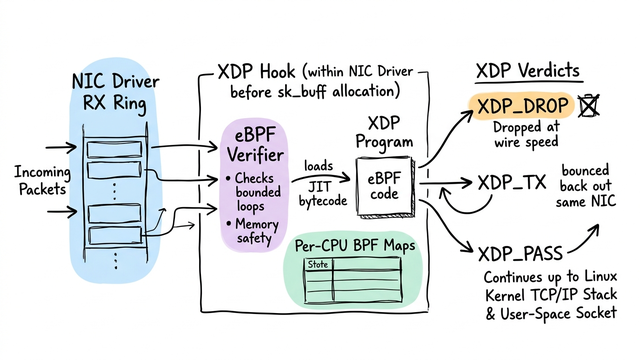 NIC Driver
RX Ring
Incoming
Packets
XDP Hook (within NIC Driver
before sk_buff allocation)
eBPF
Verifier
• Checks
bounded
loops
• Memory
safety
loads
JIT
bytecode
XDP
Program
eBPF
code
Per-CPU BPF Maps
State
XDP Verdicts
XDP_DROP
Dropped at
wire speed
XDP_TX
bounced
back out
same NIC
XDP_PASS
Continues up to Linux
Kernel TCP/IP Stack
& User-Space Socket